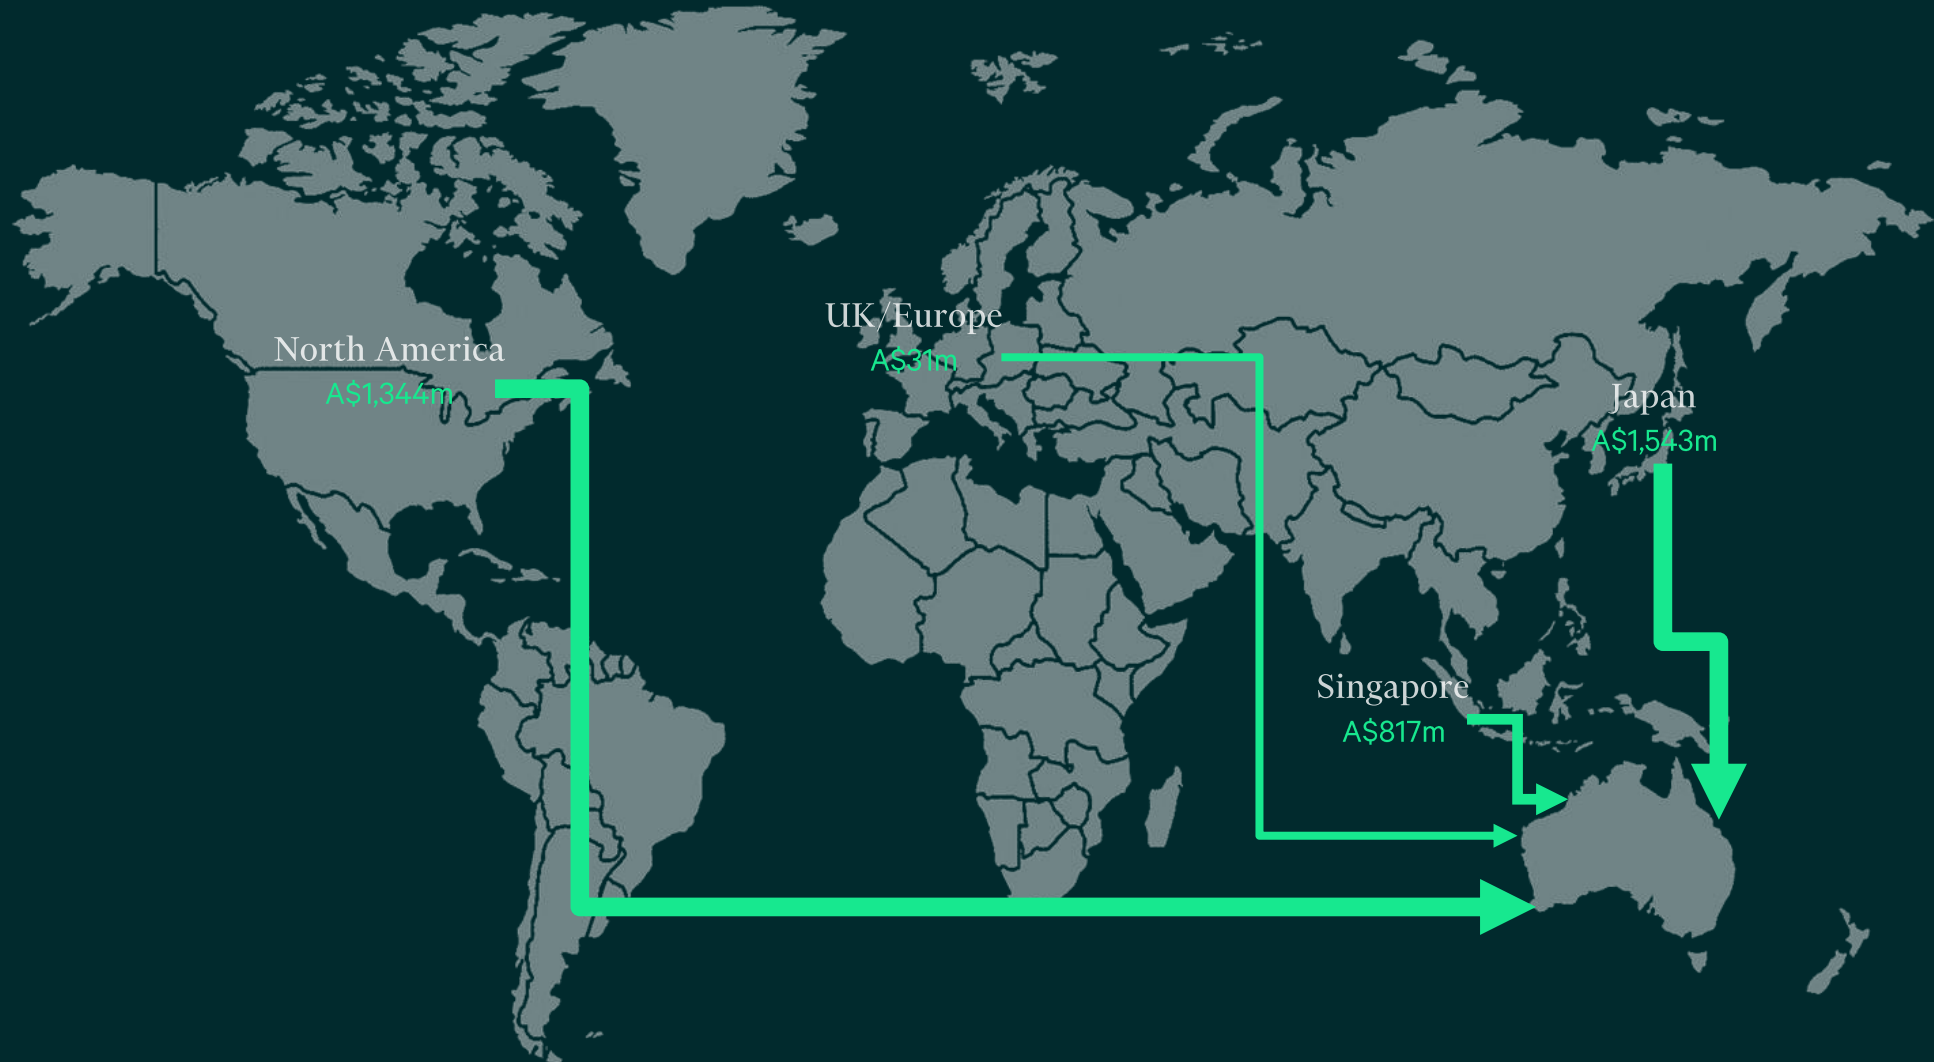 UK/Europe
A$31m
North America
A$1,344m
Japan
A$1,543m
Singapore
A$817m